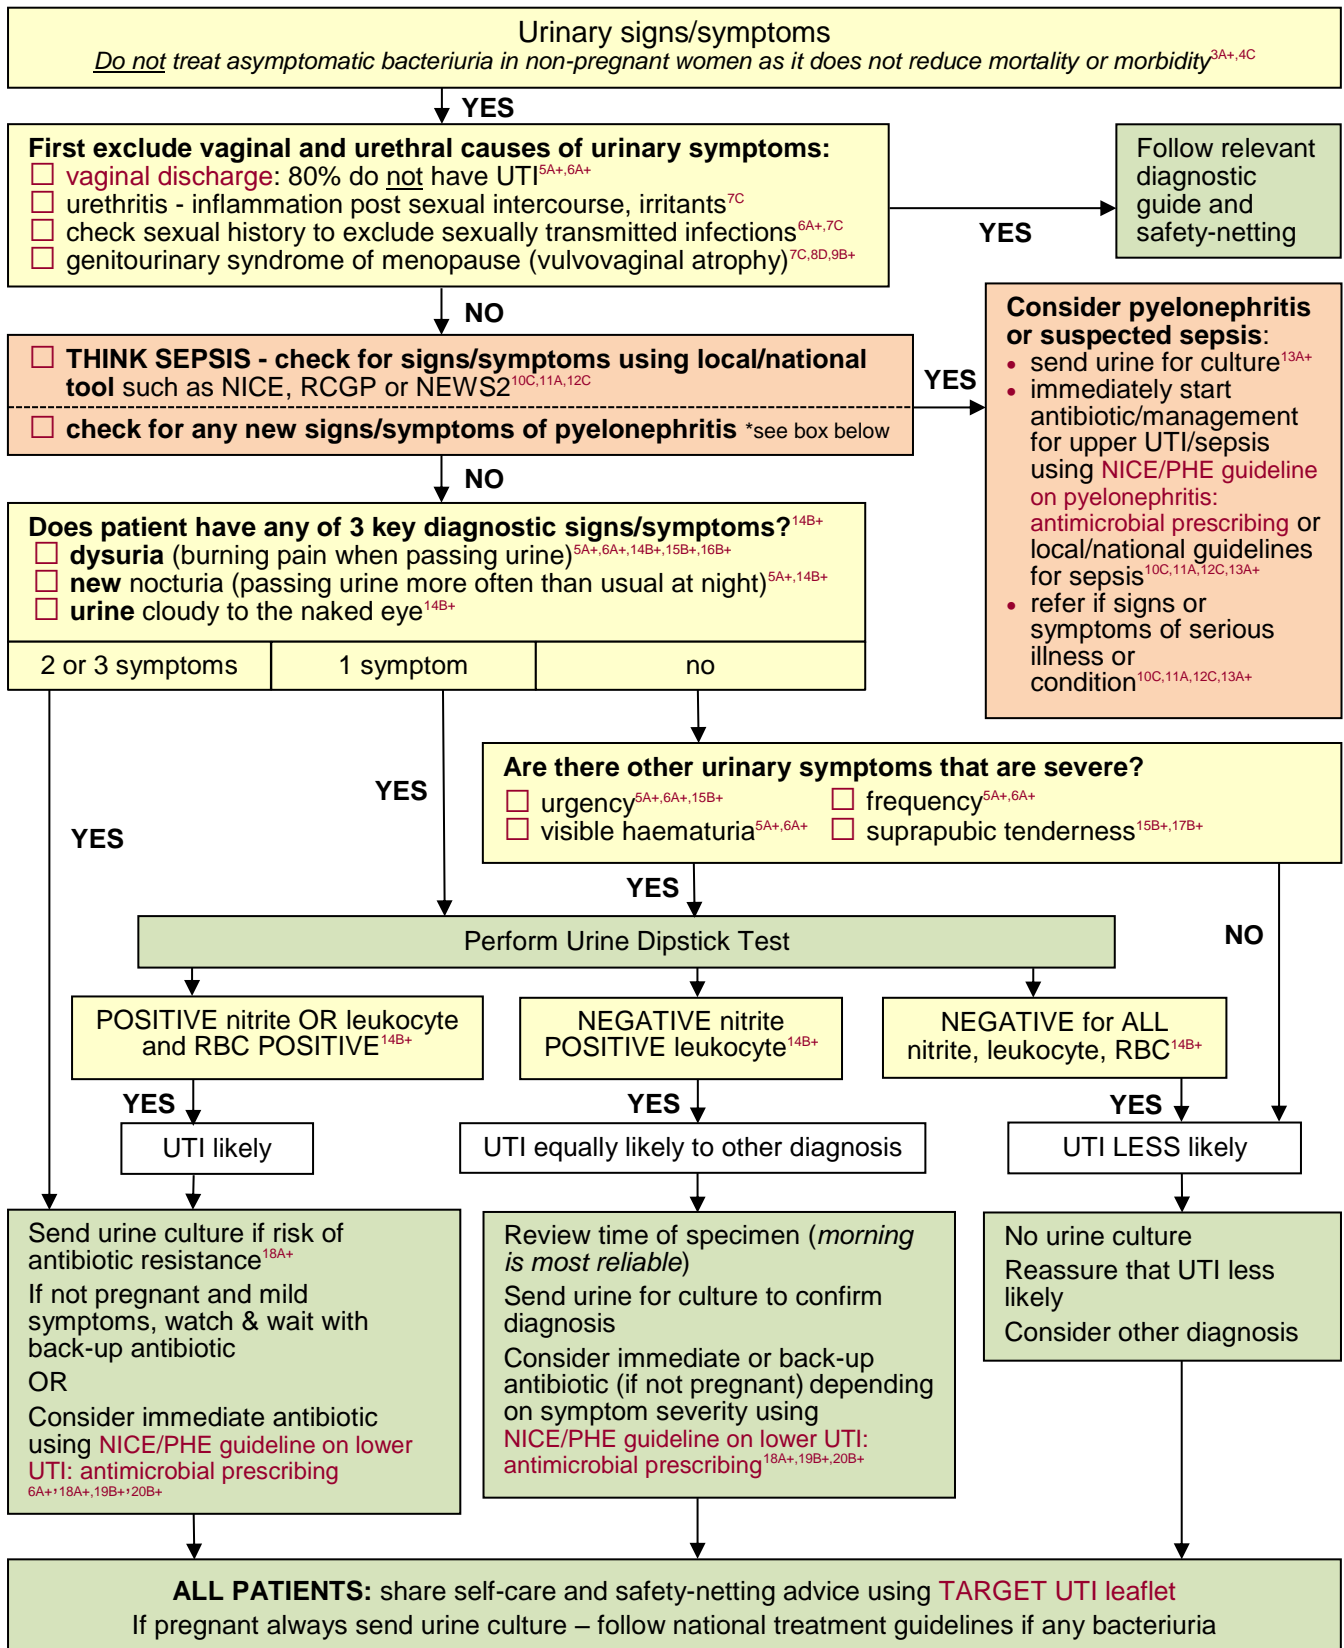 Urinary signs/symptoms
Do not treat asymptomatic bacteriuria in non-pregnant women as it does not reduce mortality or morbidity3A+,4C
YES
First exclude vaginal and urethral causes of urinary symptoms:
☐ vaginal discharge: 80% do not have UTI5A+,6A+
☐ urethritis - inflammation post sexual intercourse, irritants7C
☐ check sexual history to exclude sexually transmitted infections6A+,7C
☐ genitourinary syndrome of menopause (vulvovaginal atrophy)7C,8D,9B+
YES
Follow relevant
diagnostic
guide and
safety-netting
NO
☐ THINK SEPSIS - check for signs/symptoms using local/national
tool such as NICE, RCGP or NEWS210C,11A,12C
☐ check for any new signs/symptoms of pyelonephritis *see box below
YES
Consider pyelonephritis
or suspected sepsis:
• send urine for culture13A+
• immediately start
antibiotic/management
for upper UTI/sepsis
using NICE/PHE guideline
on pyelonephritis:
antimicrobial prescribing or
local/national guidelines
for sepsis10C,11A,12C,13A+
• refer if signs or
symptoms of serious
illness or
condition10C,11A,12C,13A+
NO
Does patient have any of 3 key diagnostic signs/symptoms?14B+
☐ dysuria (burning pain when passing urine)5A+,6A+,14B+,15B+,16B+
☐ new nocturia (passing urine more often than usual at night)5A+,14B+
☐ urine cloudy to the naked eye14B+
2 or 3 symptoms
1 symptom
no
Are there other urinary symptoms that are severe?
☐ urgency5A+,6A+,15B+ ☐ frequency5A+,6A+
☐ visible haematuria5A+,6A+ ☐ suprapubic tenderness15B+,17B+
YES
YES
YES
NO
Perform Urine Dipstick Test
POSITIVE nitrite OR leukocyte
and RBC POSITIVE14B+
NEGATIVE nitrite
POSITIVE leukocyte14B+
NEGATIVE for ALL
nitrite, leukocyte, RBC14B+
YES
YES
YES
UTI likely
UTI equally likely to other diagnosis
UTI LESS likely
Send urine culture if risk of
antibiotic resistance18A+
If not pregnant and mild
symptoms, watch & wait with
back-up antibiotic
OR
Consider immediate antibiotic
using NICE/PHE guideline on lower
UTI: antimicrobial prescribing
6A+,18A+,19B+,20B+
Review time of specimen (morning
is most reliable)
Send urine for culture to confirm
diagnosis
Consider immediate or back-up
antibiotic (if not pregnant) depending
on symptom severity using
NICE/PHE guideline on lower UTI:
antimicrobial prescribing18A+,19B+,20B+
No urine culture
Reassure that UTI less
likely
Consider other diagnosis
ALL PATIENTS: share self-care and safety-netting advice using TARGET UTI leaflet
If pregnant always send urine culture – follow national treatment guidelines if any bacteriuria